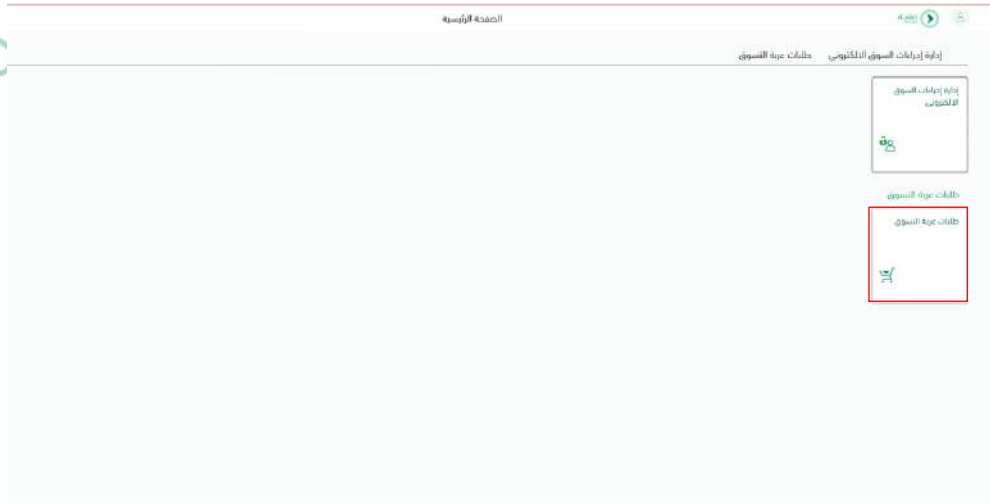 الصفحة الرئيسية
إدارة إجراءات السوق الالكتروني
طلبات عربة التسوق
إدارة إجراءات السوق
الالكتروني
طلبات عربة التسوق
طلبات عربة التسوق